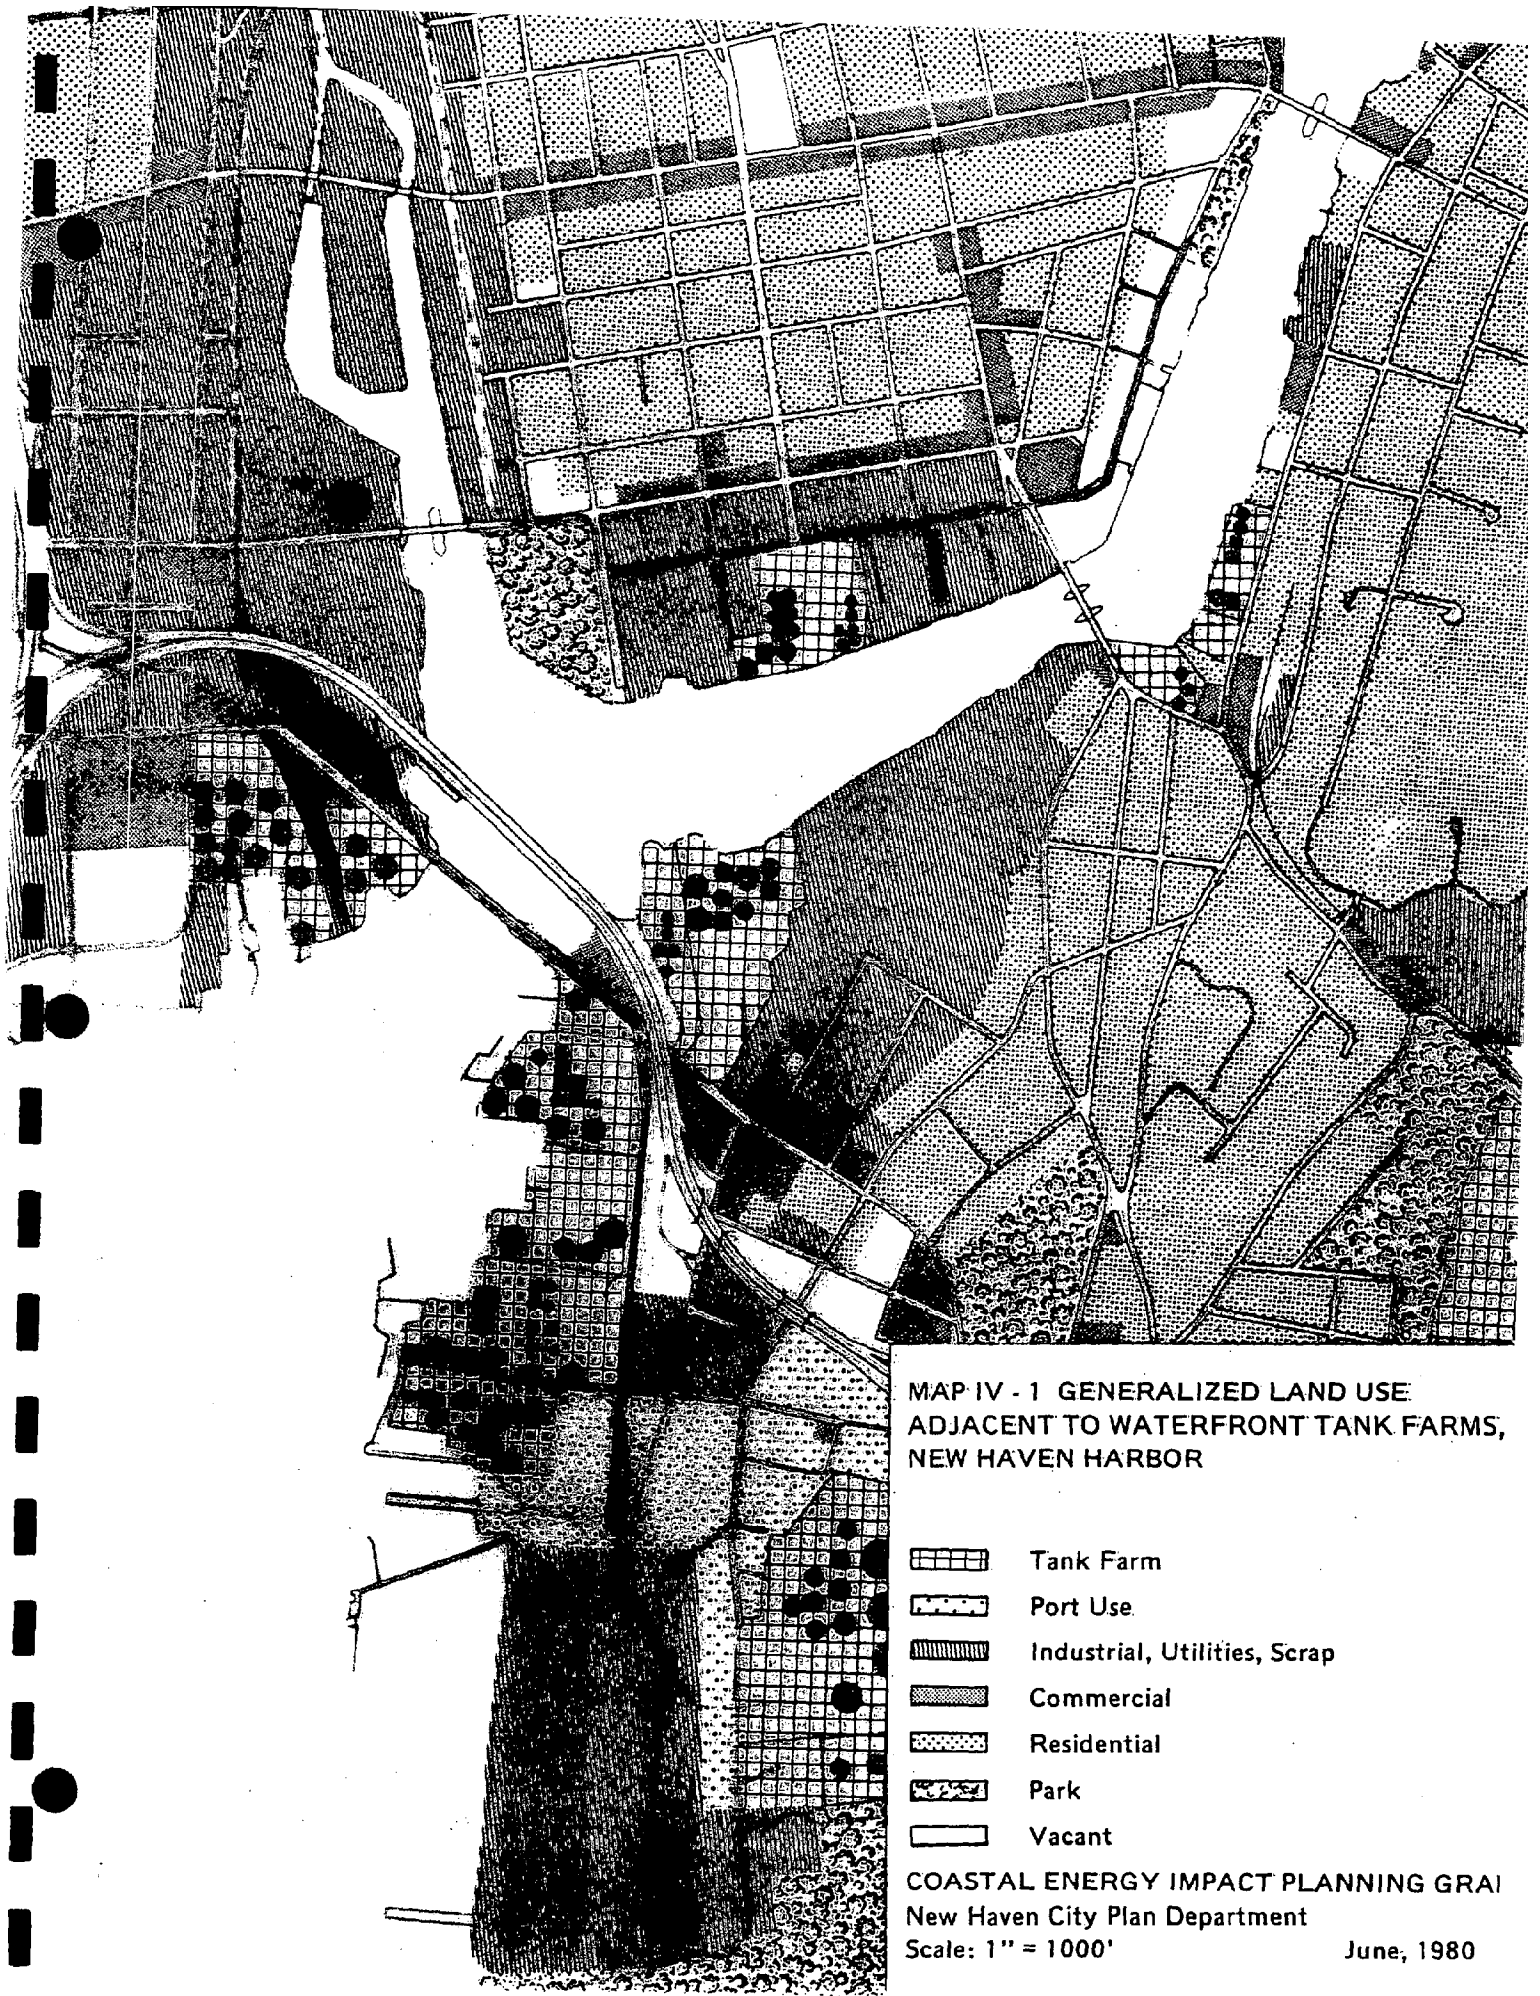 MAP IV - 1 GENERALIZED LAND USE
ADJACENT TO WATERFRONT TANK FARMS,
NEW HAVEN HARBOR
Tank Farm
Port Use
Industrial, Utilities, Scrap
Commercial
Residential
Park
Vacant
COASTAL ENERGY IMPACT PLANNING GRA
New Haven City Plan Department
Scale: 1" = 1000' June, 1980